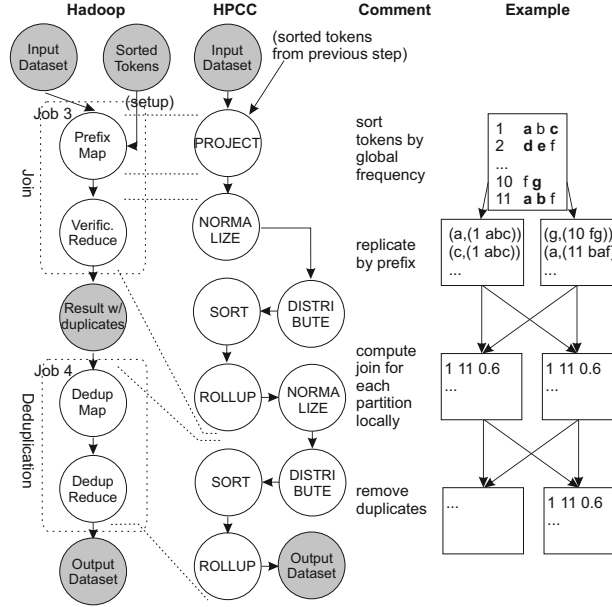 Hadoop HPCC Comment Example
Input Dataset
Sorted Tokens
Input Dataset
(sorted tokens
from previous step)
(setup)
Job 3
Join
Prefix Map
PROJECT
sort
tokens by
global
frequency
1 a b c
2 d e f
...
10 f g
11 a b f
Verific. Reduce
NORMA LIZE
replicate
by prefix
(a,(1 abc))
(c,(1 abc))
...
(g,(10 fg))
(a,(11 baf)
...
Result w/ duplicates
SORT
DISTRI BUTE
Job 4
Deduplication
Dedup Map
ROLLUP
NORMA LIZE
compute
join for
each
partition
locally
1 11 0.6
...
1 11 0.6
...
Dedup Reduce
SORT
DISTRI BUTE
remove
duplicates
...
1 11 0.6
...
Output Dataset
ROLLUP
Output Dataset